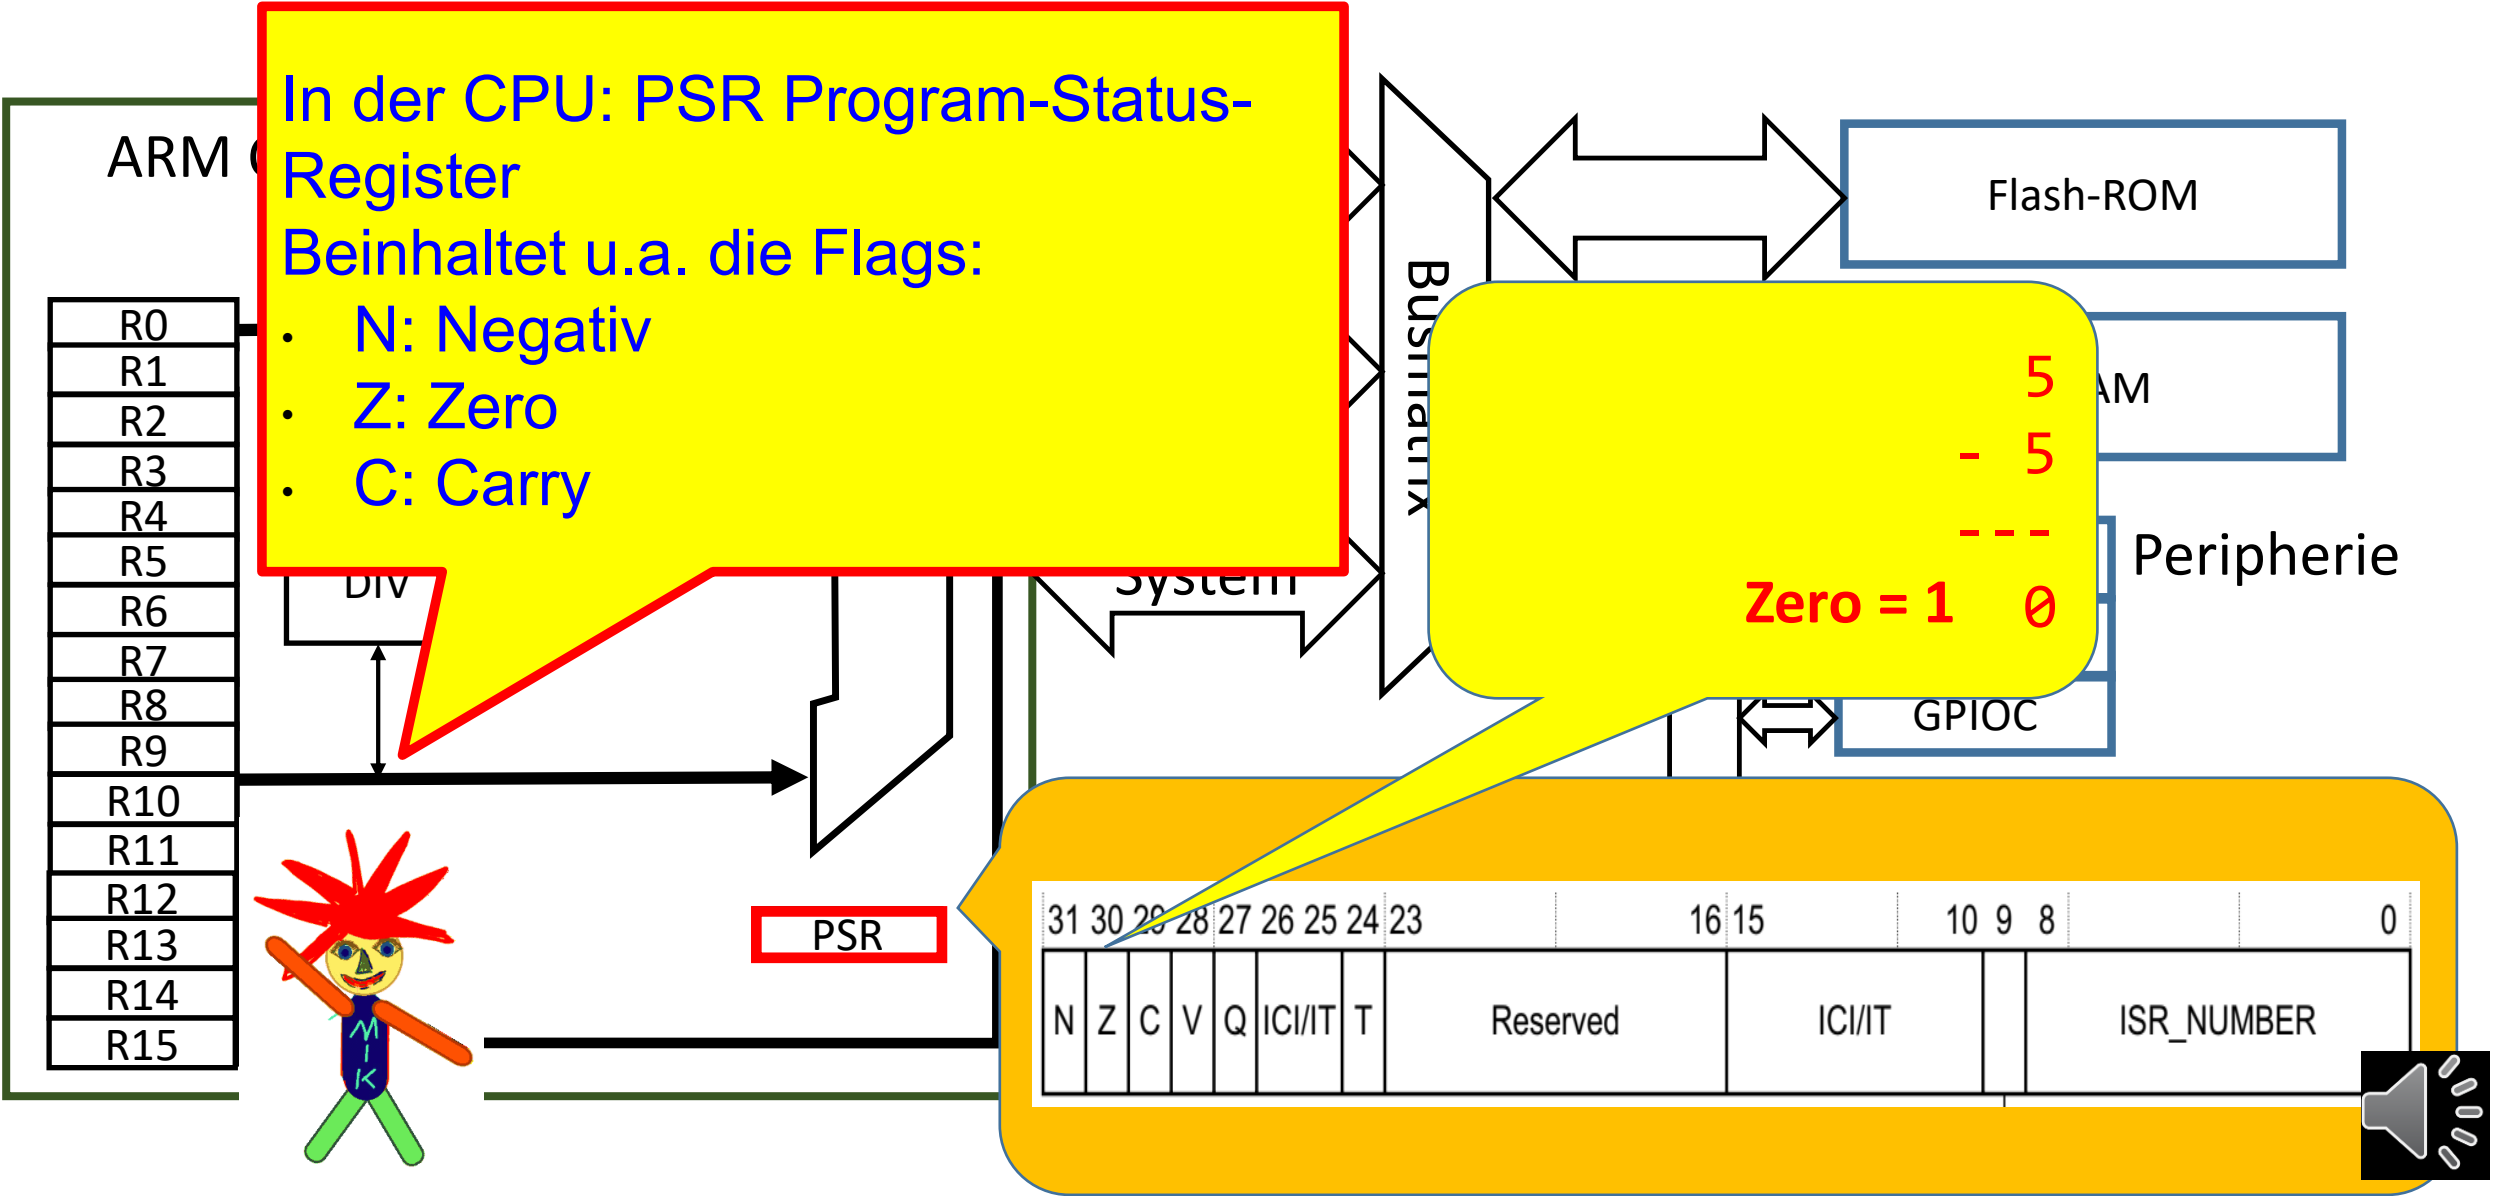 In der CPU: PSR Program-Status-
Register
Beinhaltet u.a. die Flags:
• N: Negativ
• Z: Zero
• C: Carry
ARM
R0
R1
R2
R3
R4
R5
R6
R7
R8
R9
R10
R11
R12
R13
R14
R15
DIV
System
Busmatrix
Flash-ROM
5
- 5
---
Zero = 1 0
Peripherie
GPIOC
PSR
MIK
31 30 29 28 27 26 25 24 23 16 15 10 9 8 0
N Z C V Q ICI/IT T Reserved ICI/IT ISR_NUMBER